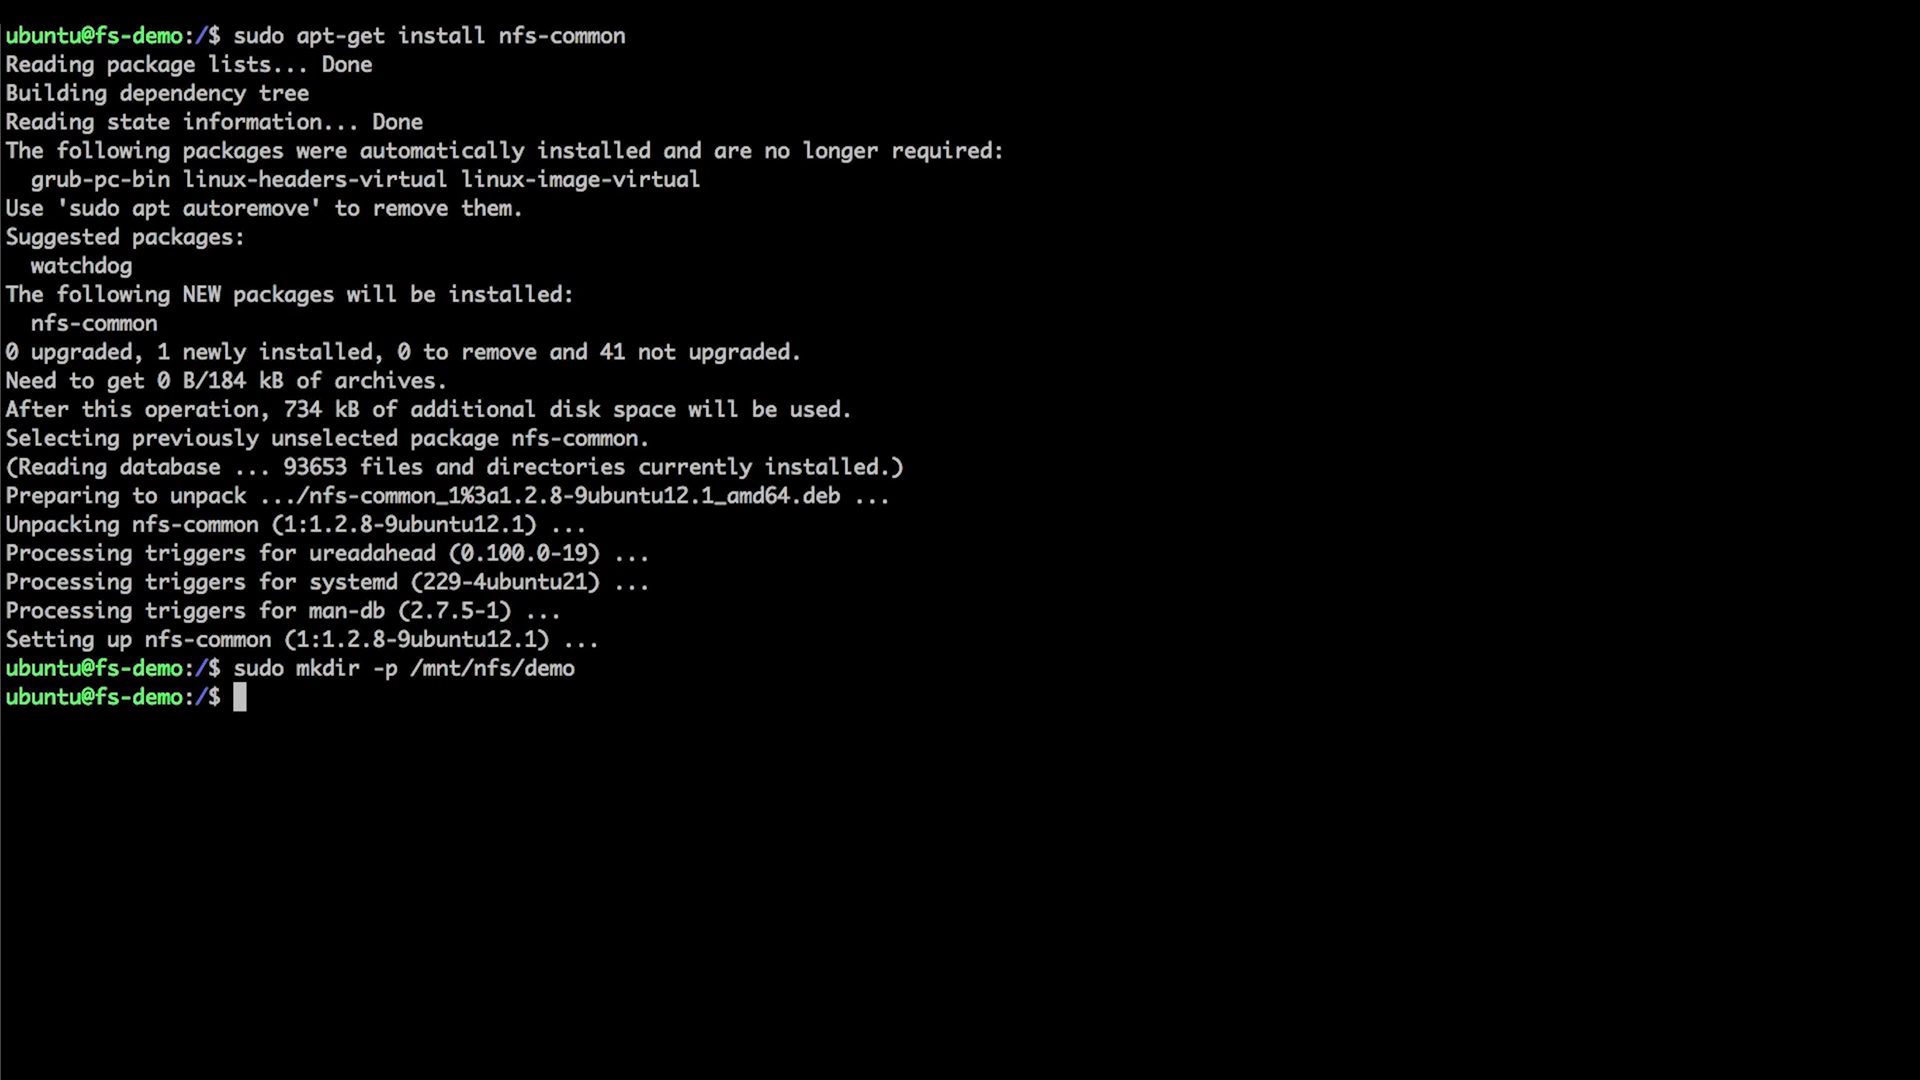 ubuntu@fs-demo:/$ sudo apt-get install nfs-common
Reading package lists... Done
Building dependency tree
Reading state information... Done
The following packages were automatically installed and are no longer required:
  grub-pc-bin linux-headers-virtual linux-image-virtual
Use 'sudo apt autoremove' to remove them.
Suggested packages:
  watchdog
The following NEW packages will be installed:
  nfs-common
0 upgraded, 1 newly installed, 0 to remove and 41 not upgraded.
Need to get 0 B/184 kB of archives.
After this operation, 734 kB of additional disk space will be used.
Selecting previously unselected package nfs-common.
(Reading database ... 93653 files and directories currently installed.)
Preparing to unpack .../nfs-common_1%3a1.2.8-9ubuntu12.1_amd64.deb ...
Unpacking nfs-common (1:1.2.8-9ubuntu12.1) ...
Processing triggers for ureadahead (0.100.0-19) ...
Processing triggers for systemd (229-4ubuntu21) ...
Processing triggers for man-db (2.7.5-1) ...
Setting up nfs-common (1:1.2.8-9ubuntu12.1) ...
ubuntu@fs-demo:/$ sudo mkdir -p /mnt/nfs/demo
ubuntu@fs-demo:/$